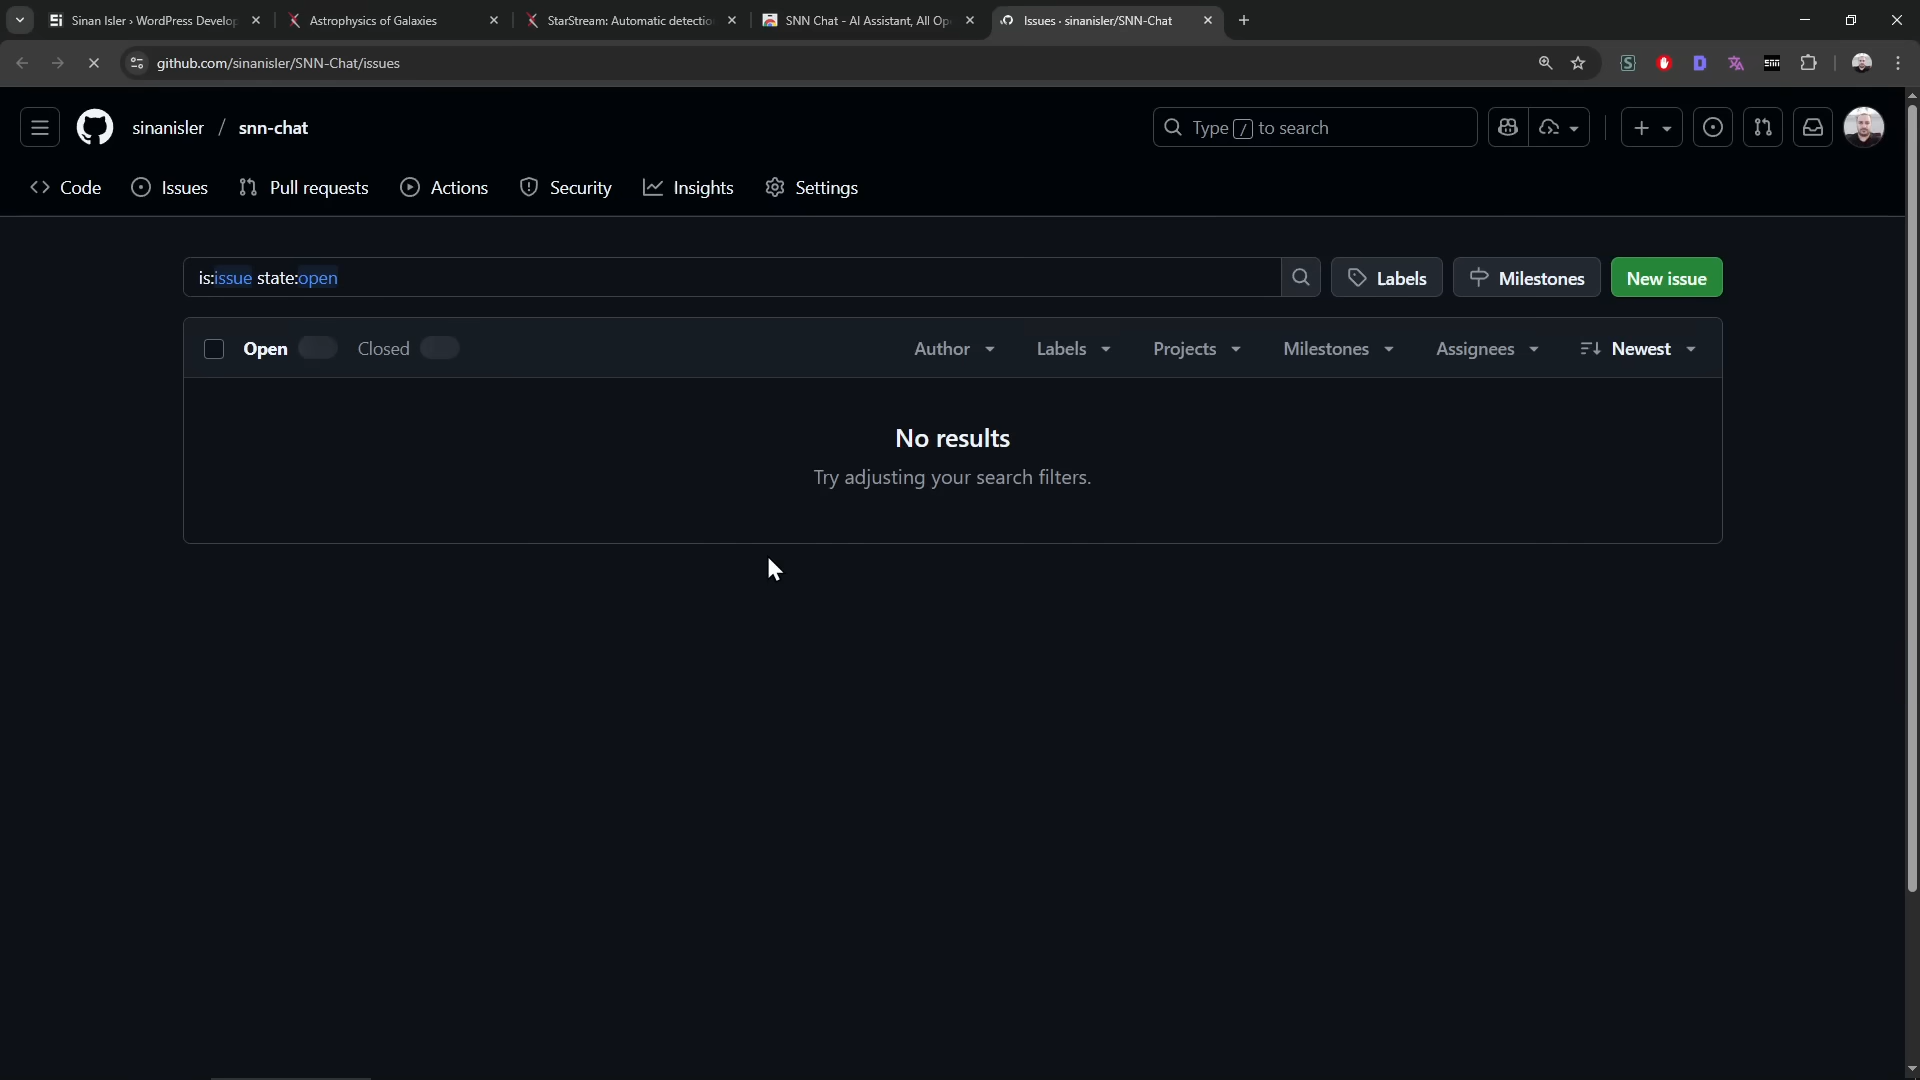 Sinan Isler › WordPress Develop
Astrophysics of Galaxies
StarStream: Automatic detectio
SNN Chat - AI Assistant, All Op
Issues · sinanisler/SNN-Chat
github.com/sinanisler/SNN-Chat/issues
sinanisler / snn-chat
Type / to search
Code
Issues
Pull requests
Actions
Security
Insights
Settings
is:issue state:open
Labels
Milestones
New issue
Open
Closed
Author
Labels
Projects
Milestones
Assignees
Newest
No results
Try adjusting your search filters.